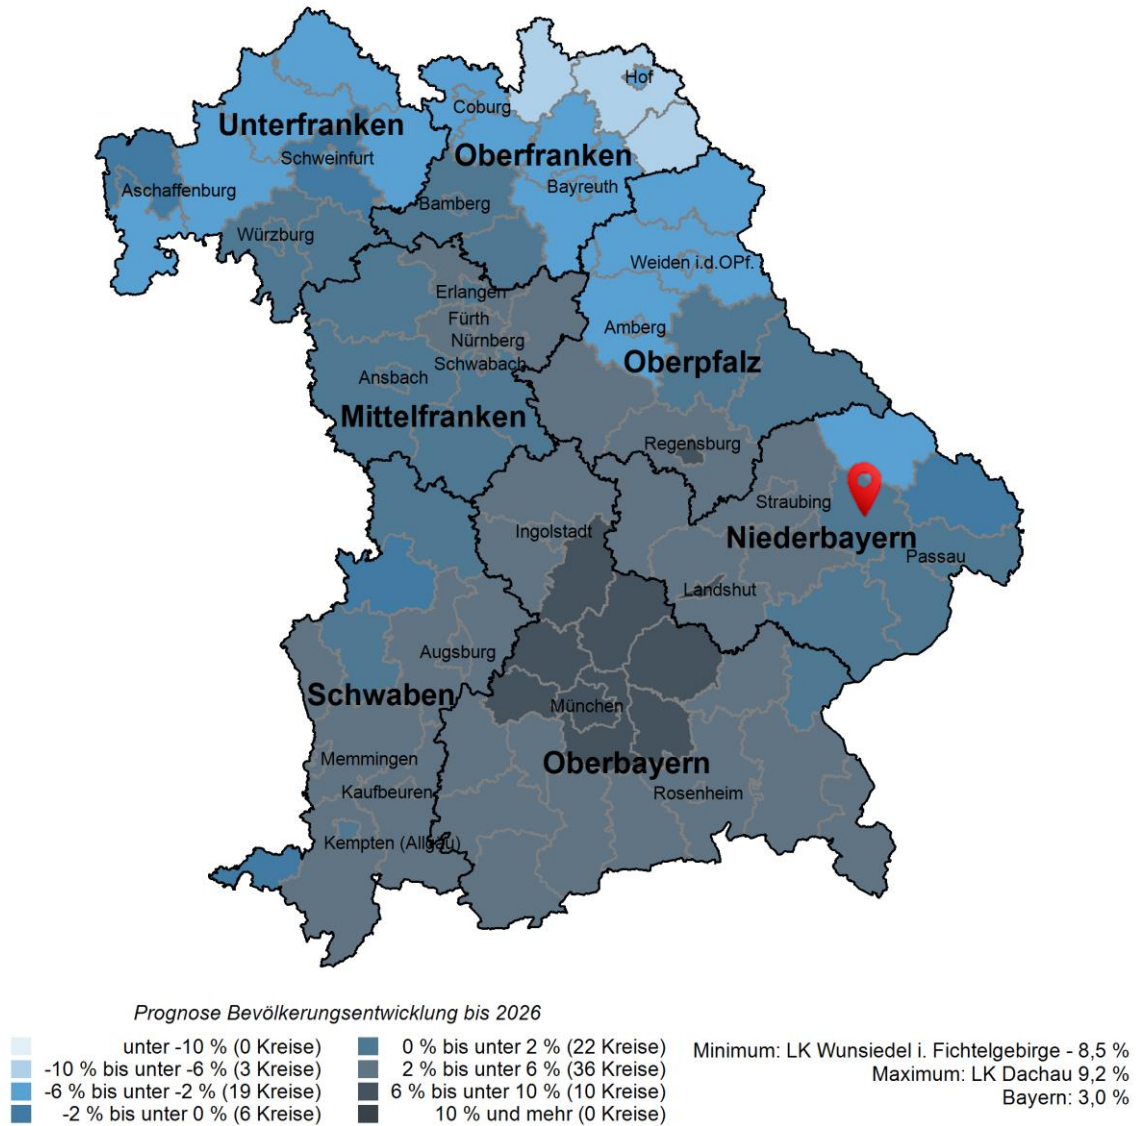 Hof
Coburg
Unterfranken
Oberfranken
Schweinfurt
Aschaffenburg
Bayreuth
Bamberg
Würzburg
Weiden i.d.OPf.
Erlangen
Fürth
Amberg
Nürnberg
Schwabach
Oberpfalz
Ansbach
Mittelfranken
Regensburg
Straubing
Ingolstadt
Niederbayern
Passau
Landshut
Augsburg
Schwaben
München
Memmingen
Oberbayern
Kaufbeuren
Rosenheim
Kempten (Allgäu)
Prognose Bevölkerungsentwicklung bis 2026
unter -10 % (0 Kreise)
-10 % bis unter -6 % (3 Kreise)
-6 % bis unter -2 % (19 Kreise)
-2 % bis unter 0 % (6 Kreise)
0 % bis unter 2 % (22 Kreise)
2 % bis unter 6 % (36 Kreise)
6 % bis unter 10 % (10 Kreise)
10 % und mehr (0 Kreise)
Minimum: LK Wunsiedel i. Fichtelgebirge - 8,5 %
Maximum: LK Dachau 9,2 %
Bayern: 3,0 %